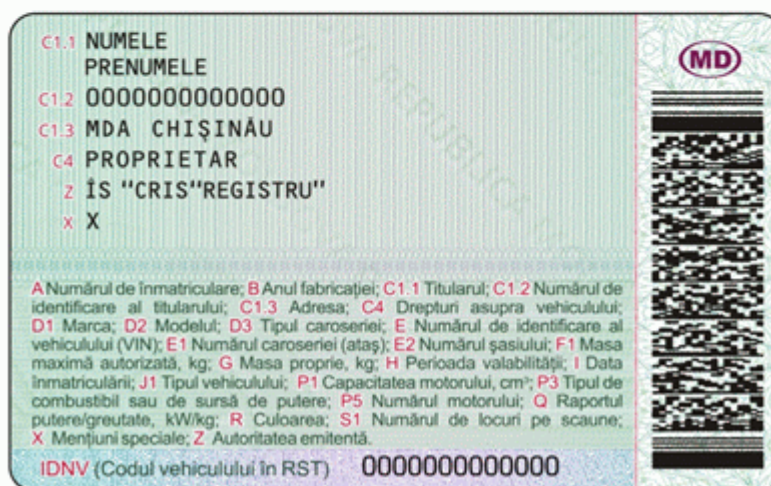 C1.1 NUMELE
PRENUMELE
C1.2 0000000000000
C1.3 MDA CHIȘINĂU
C4 PROPRIETAR
Z ÎS "CRIS"REGISTRU"
X X
MD
A Numărul de înmatriculare; B Anul fabricației; C1.1 Titularul; C1.2 Numărul de
identificare al titularului; C1.3 Adresa; C4 Drepturi asupra vehiculului;
D1 Marca; D2 Modelul; D3 Tipul caroseriei; E Numărul de identificare al
vehiculului (VIN); E1 Numărul caroseriei (ataș); E2 Numărul șasiului; F1 Masa
maximă autorizată, kg; G Masa proprie, kg; H Perioada valabilității; I Data
înmatriculării; J1 Tipul vehiculului; P1 Capacitatea motorului, cm³; P3 Tipul de
combustibil sau de sursă de putere; P5 Numărul motorului; Q Raportul
putere/greutate, kW/kg; R Culoarea; S1 Numărul de locuri pe scaune;
X Mențiuni speciale; Z Autoritatea emitentă.
IDNV (Codul vehiculului în RST) 0000000000000